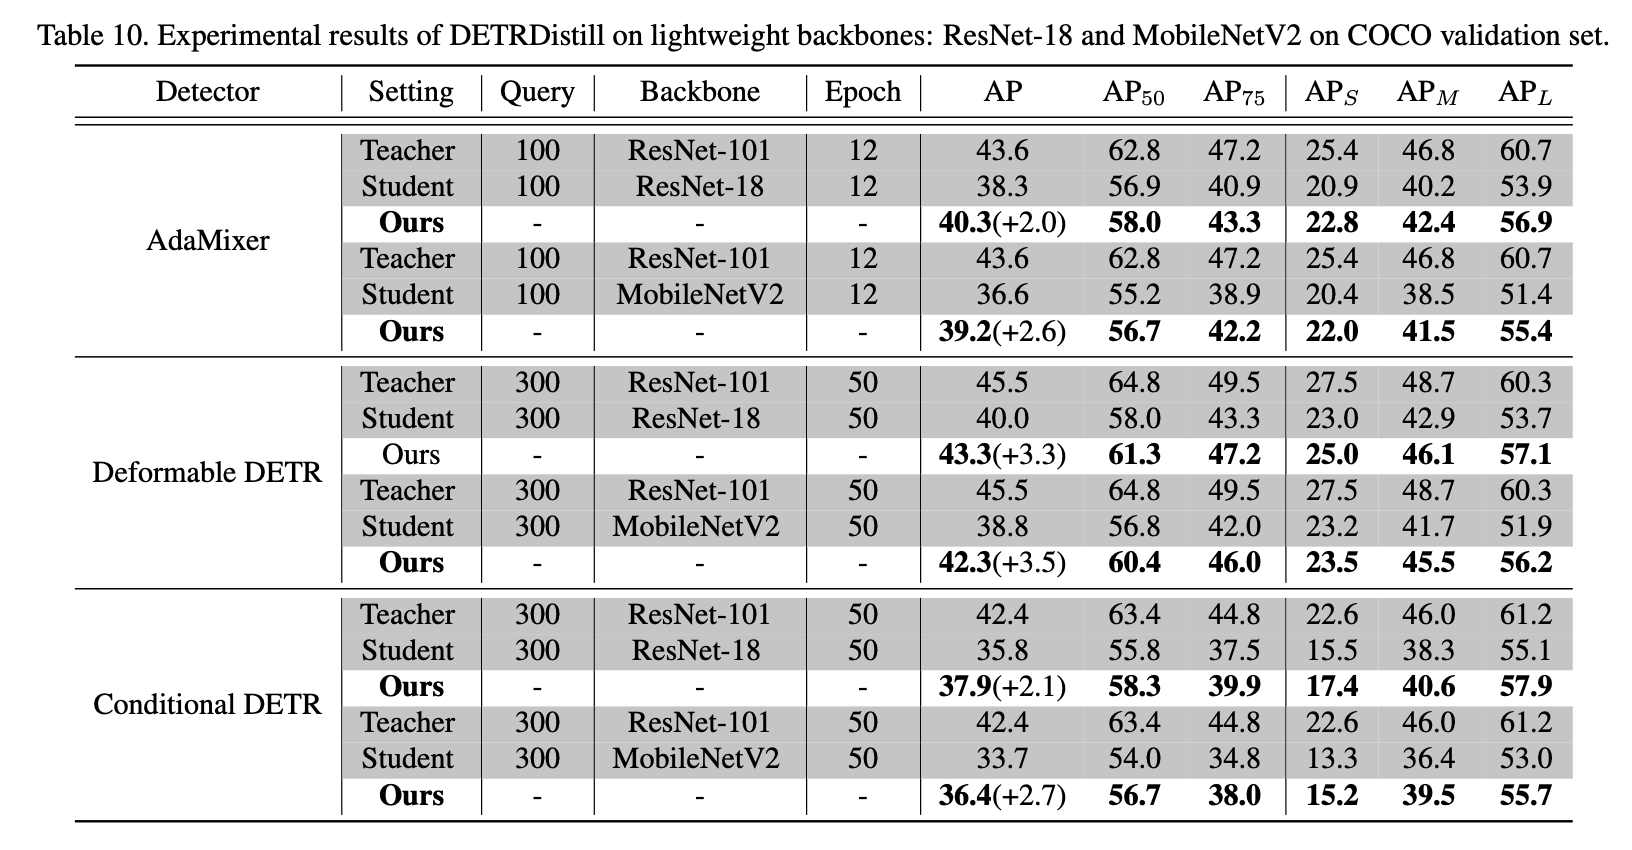 Table 10. Experimental results of DETRDistill on lightweight backbones: ResNet-18 and MobileNetV2 on COCO validation set.
Detector Setting Query Backbone Epoch AP AP50 AP75 APS APM APL
Teacher 100 ResNet-101 12 43.6 62.8 47.2 25.4 46.8 60.7
Student 100 ResNet-18 12 38.3 56.9 40.9 20.9 40.2 53.9
Ours - - - 40.3(+2.0) 58.0 43.3 22.8 42.4 56.9
AdaMixer
Teacher 100 ResNet-101 12 43.6 62.8 47.2 25.4 46.8 60.7
Student 100 MobileNetV2 12 36.6 55.2 38.9 20.4 38.5 51.4
Ours - - - 39.2(+2.6) 56.7 42.2 22.0 41.5 55.4
Teacher 300 ResNet-101 50 45.5 64.8 49.5 27.5 48.7 60.3
Student 300 ResNet-18 50 40.0 58.0 43.3 23.0 42.9 53.7
Ours - - - 43.3(+3.3) 61.3 47.2 25.0 46.1 57.1
Deformable DETR
Teacher 300 ResNet-101 50 45.5 64.8 49.5 27.5 48.7 60.3
Student 300 MobileNetV2 50 38.8 56.8 42.0 23.2 41.7 51.9
Ours - - - 42.3(+3.5) 60.4 46.0 23.5 45.5 56.2
Teacher 300 ResNet-101 50 42.4 63.4 44.8 22.6 46.0 61.2
Student 300 ResNet-18 50 35.8 55.8 37.5 15.5 38.3 55.1
Ours - - - 37.9(+2.1) 58.3 39.9 17.4 40.6 57.9
Conditional DETR
Teacher 300 ResNet-101 50 42.4 63.4 44.8 22.6 46.0 61.2
Student 300 MobileNetV2 50 33.7 54.0 34.8 13.3 36.4 53.0
Ours - - - 36.4(+2.7) 56.7 38.0 15.2 39.5 55.7